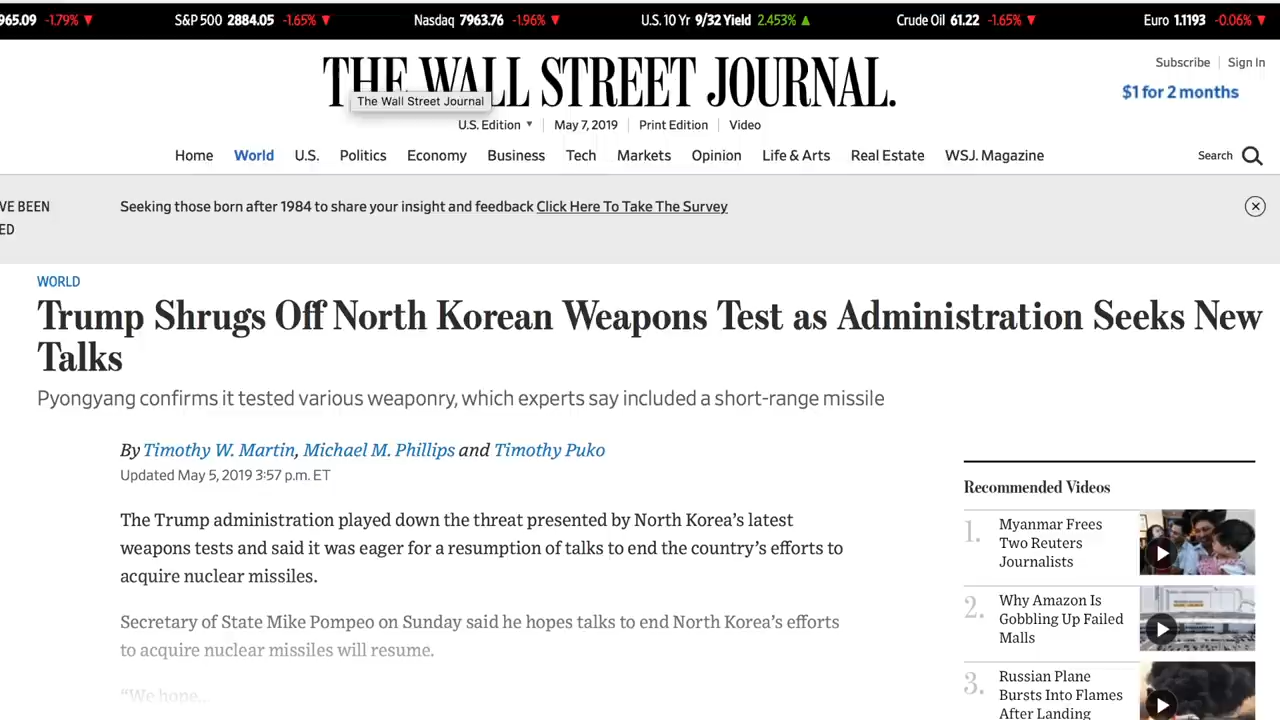 965.09 -1.79% ▼ S&P 500 2884.05 -1.65% ▼ Nasdaq 7963.76 -1.96% ▼ U.S. 10 Yr 9/32 Yield 2.453% ▲ Crude Oil 61.22 -1.65% ▼ Euro 1.1193 -0.06% ▼
Subscribe Sign In
THE WALL STREET JOURNAL.
$1 for 2 months
The Wall Street Journal
U.S. Edition ▼ May 7, 2019 Print Edition Video
Home World U.S. Politics Economy Business Tech Markets Opinion Life & Arts Real Estate WSJ. Magazine Search
VE BEEN
ED
Seeking those born after 1984 to share your insight and feedback Click Here To Take The Survey
WORLD
Trump Shrugs Off North Korean Weapons Test as Administration Seeks New
Talks
Pyongyang confirms it tested various weaponry, which experts say included a short-range missile
By Timothy W. Martin, Michael M. Phillips and Timothy Puko
Updated May 5, 2019 3:57 p.m. ET
The Trump administration played down the threat presented by North Korea’s latest
weapons tests and said it was eager for a resumption of talks to end the country’s efforts to
acquire nuclear missiles.
Secretary of State Mike Pompeo on Sunday said he hopes talks to end North Korea’s efforts
to acquire nuclear missiles will resume.
“We hope...
Recommended Videos
1. Myanmar Frees
Two Reuters
Journalists
2. Why Amazon Is
Gobbling Up Failed
Malls
3. Russian Plane
Bursts Into Flames
After Landing